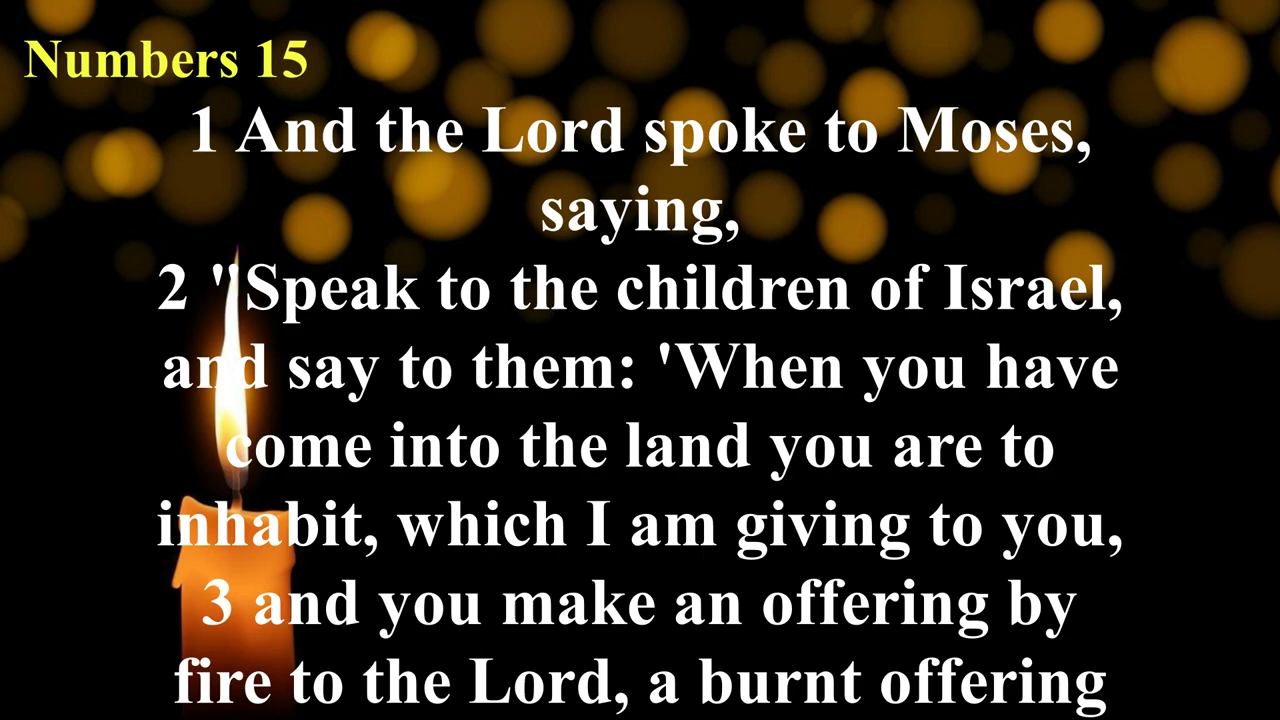 Numbers 15
1 And the Lord spoke to Moses,
saying,
2 "Speak to the children of Israel,
and say to them: 'When you have
come into the land you are to
inhabit, which I am giving to you,
3 and you make an offering by
fire to the Lord, a burnt offering